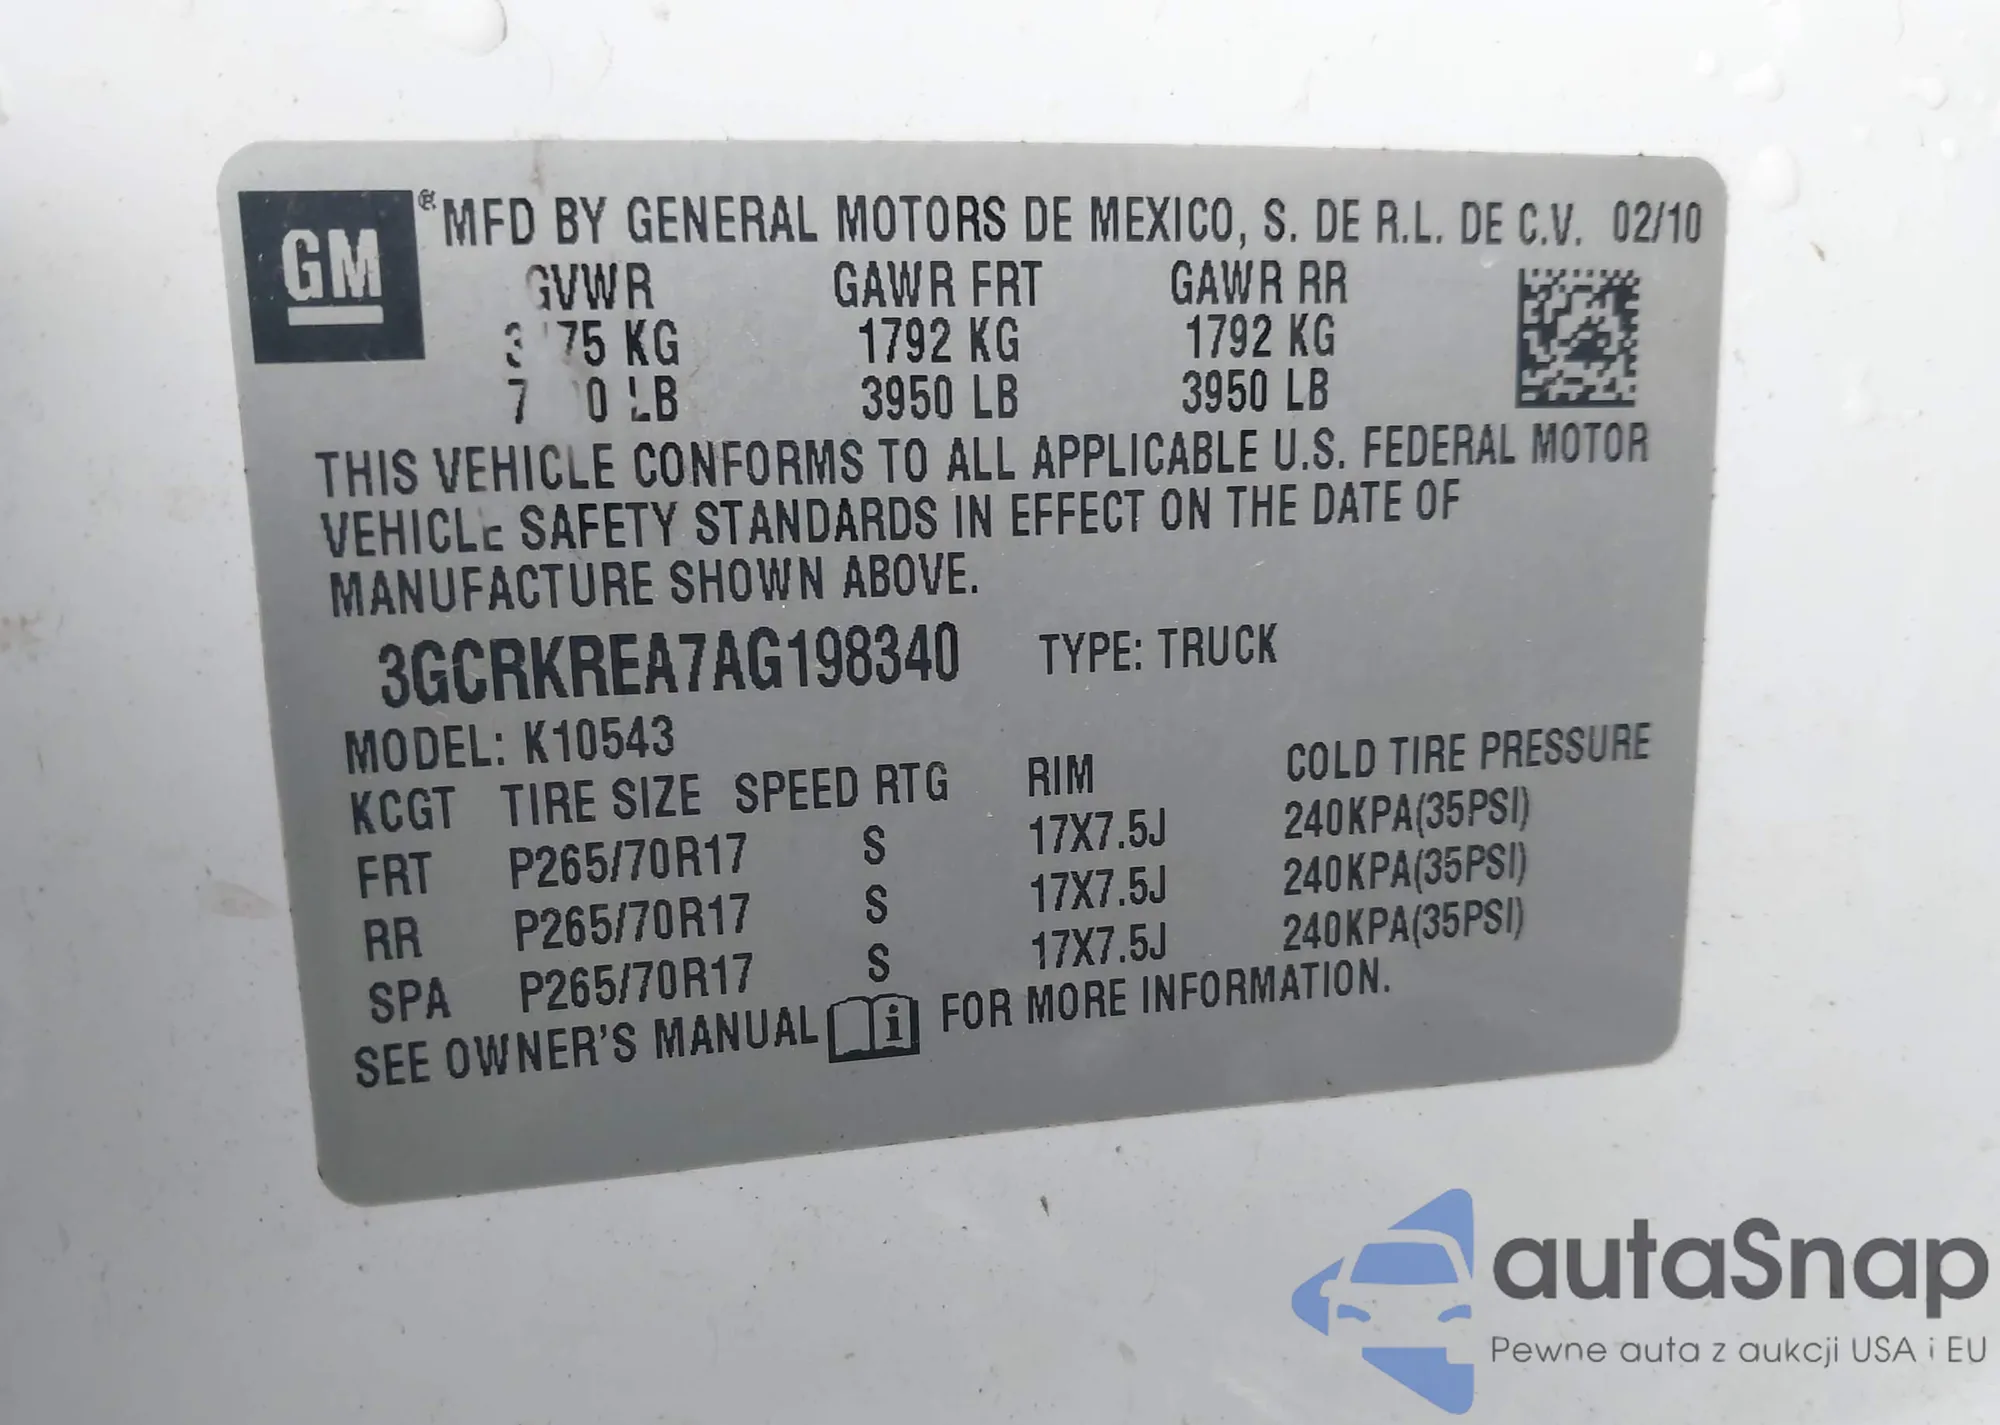 GM
® MFD BY GENERAL MOTORS DE MEXICO, S. DE R.L. DE C.V. 02/10
GVWR GAWR FRT GAWR RR
KG 1792 KG 1792 KG
LB 3950 LB 3950 LB
THIS VEHICLE CONFORMS TO ALL APPLICABLE U.S. FEDERAL MOTOR
VEHICLE SAFETY STANDARDS IN EFFECT ON THE DATE OF
MANUFACTURE SHOWN ABOVE.
3GCRKREA7AG198340 TYPE: TRUCK
MODEL: K10543
KCGT TIRE SIZE SPEED RTG RIM COLD TIRE PRESSURE
FRT P265/70R17 S 17X7.5J 240KPA(35PSI)
RR P265/70R17 S 17X7.5J 240KPA(35PSI)
SPA P265/70R17 S 17X7.5J 240KPA(35PSI)
SEE OWNER'S MANUAL i FOR MORE INFORMATION.
autaSnap
Pewne auta z aukcji USA i EU